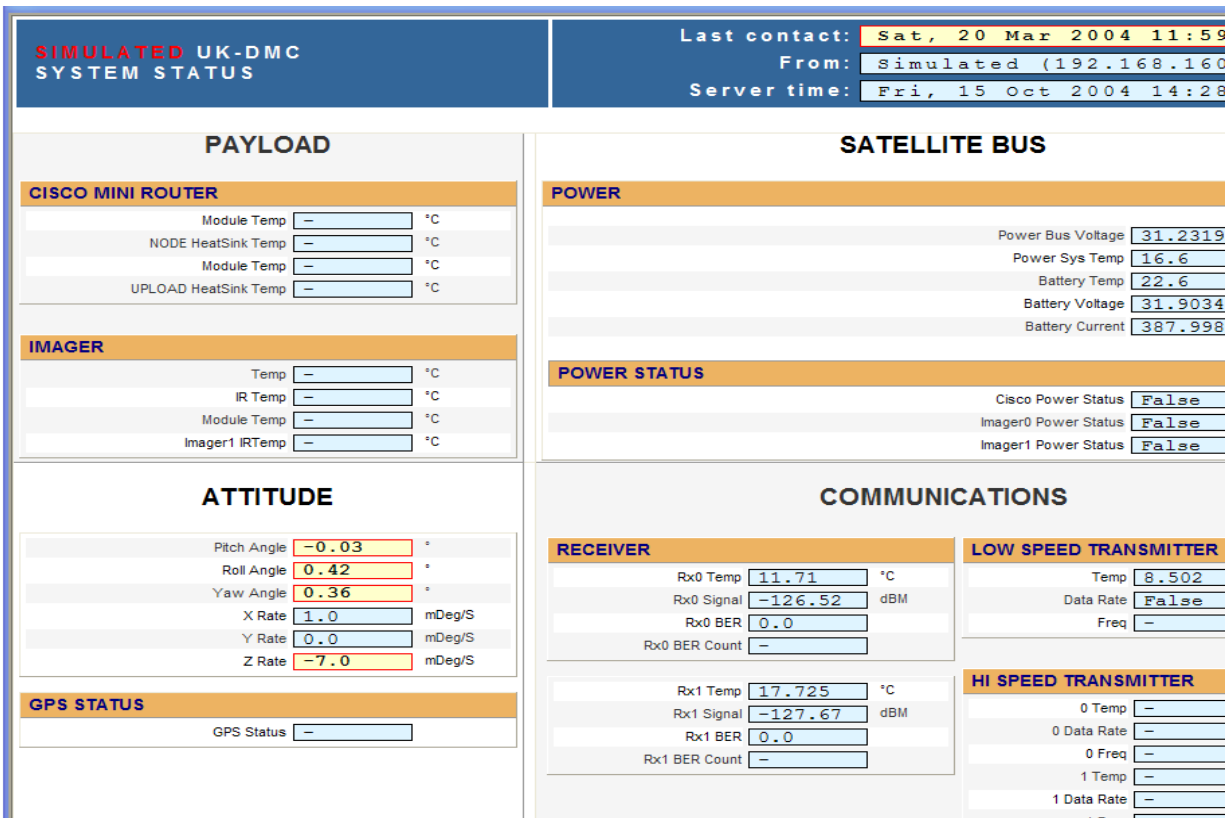 SIMULATED UK-DMC
SYSTEM STATUS
Last contact: Sat, 20 Mar 2004 11:59
From: Simulated (192.168.160
Server time: Fri, 15 Oct 2004 14:28
PAYLOAD
CISCO MINI ROUTER
Module Temp – °C
NODE HeatSink Temp – °C
Module Temp – °C
UPLOAD HeatSink Temp – °C
IMAGER
Temp – °C
IR Temp – °C
Module Temp – °C
Imager1 IRTemp – °C
SATELLITE BUS
POWER
Power Bus Voltage 31.2319
Power Sys Temp 16.6
Battery Temp 22.6
Battery Voltage 31.9034
Battery Current 387.998
POWER STATUS
Cisco Power Status False
Imager0 Power Status False
Imager1 Power Status False
ATTITUDE
Pitch Angle -0.03 °
Roll Angle 0.42 °
Yaw Angle 0.36 °
X Rate 1.0 mDeg/S
Y Rate 0.0 mDeg/S
Z Rate -7.0 mDeg/S
GPS STATUS
GPS Status –
COMMUNICATIONS
RECEIVER
Rx0 Temp 11.71 °C
Rx0 Signal -126.52 dBM
Rx0 BER 0.0
Rx0 BER Count –
Rx1 Temp 17.725 °C
Rx1 Signal -127.67 dBM
Rx1 BER 0.0
Rx1 BER Count –
LOW SPEED TRANSMITTER
Temp 8.502
Data Rate False
Freq –
HI SPEED TRANSMITTER
0 Temp –
0 Data Rate –
0 Freq –
1 Temp –
1 Data Rate –